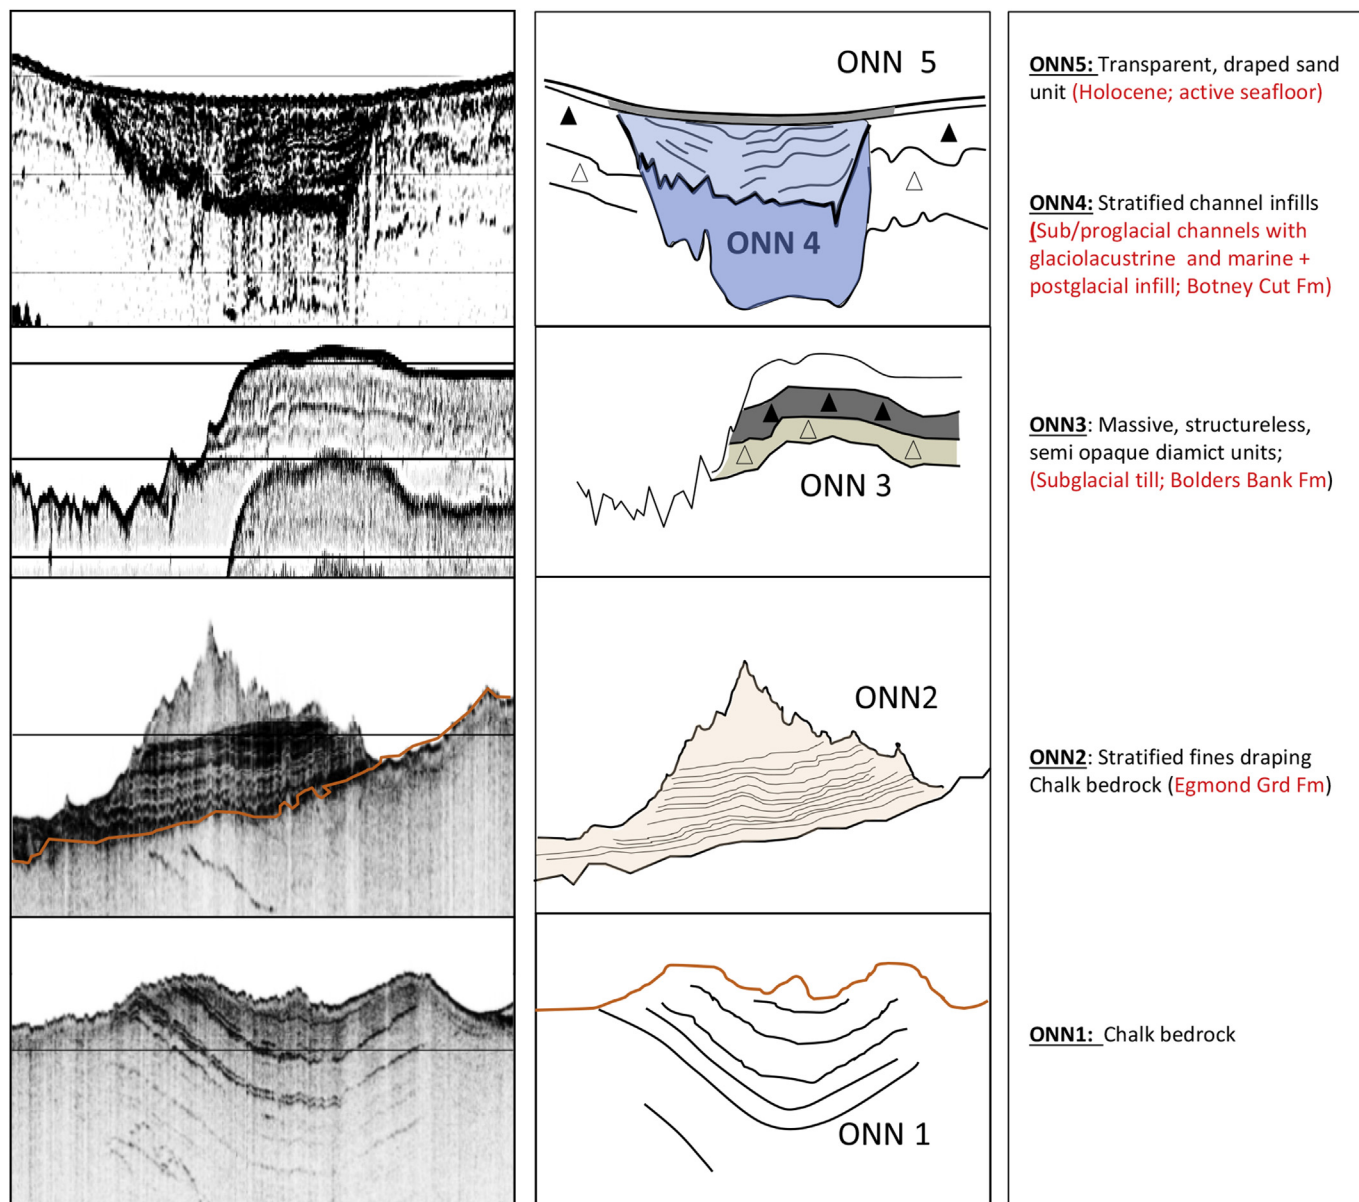 ONN 5
ONN 4
ONN 3
ONN2
ONN 1
ONN5: Transparent, draped sand
unit (Holocene; active seafloor)
ONN4: Stratified channel infills
(Sub/proglacial channels with
glaciolacustrine and marine +
postglacial infill; Botney Cut Fm)
ONN3: Massive, structureless,
semi opaque diamict units;
(Subglacial till; Bolders Bank Fm)
ONN2: Stratified fines draping
Chalk bedrock (Egmond Grd Fm)
ONN1: Chalk bedrock